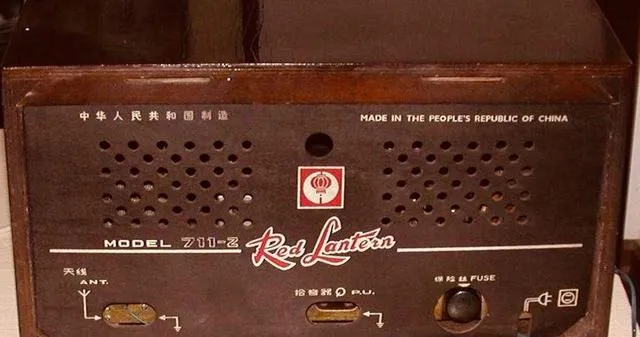 中华人民共和国制造
MADE IN THE PEOPLE'S REPUBLIC OF CHINA
MODEL 711-2 Red Lantern
天线
ANT.
拾音器 P.U.
保险丝 FUSE